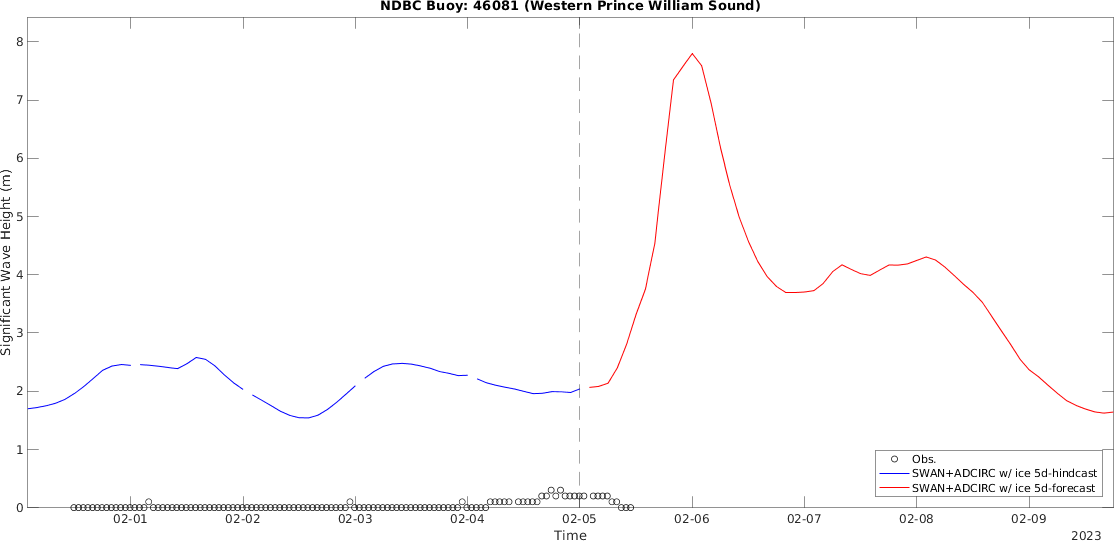 NDBC Buoy: 46081 (Western Prince William Sound)
Significant Wave Height (m)
8
7
6
5
4
3
2
1
0
Obs.
SWAN+ADCIRC w/ ice 5d-hindcast
SWAN+ADCIRC w/ ice 5d-forecast
02-01 02-02 02-03 02-04 02-05 02-06 02-07 02-08 02-09
Time
2023